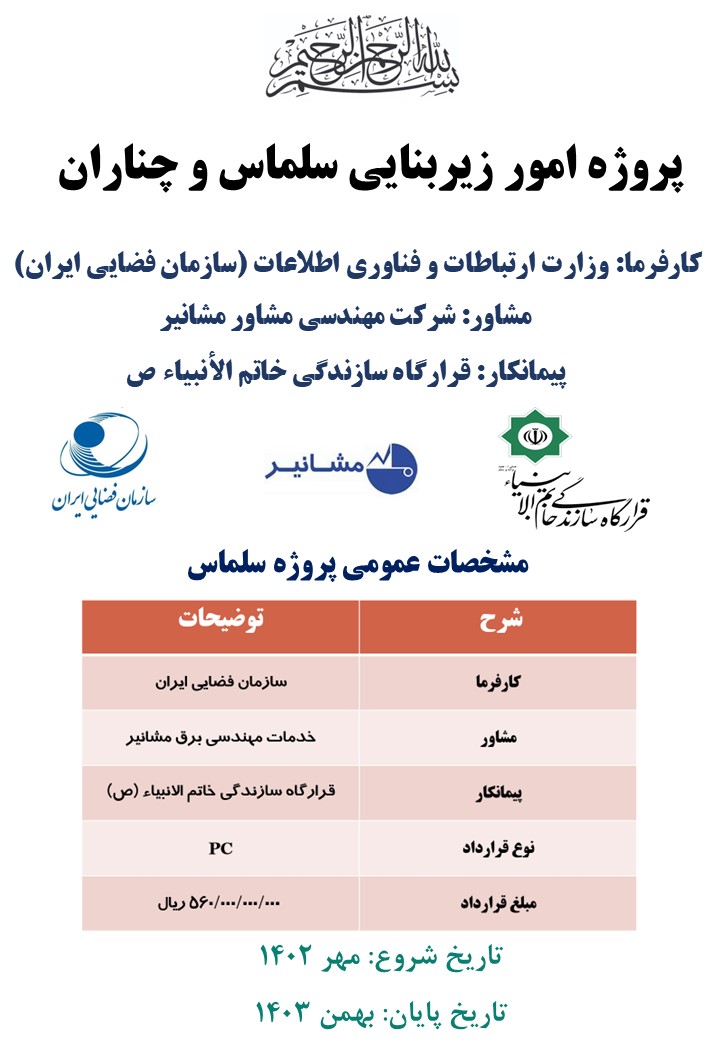 بسم الله الرحمن الرحیم
پروژه امور زیربنایی سلماس و چناران
کارفرما: وزارت ارتباطات و فناوری اطلاعات (سازمان فضایی ایران)
مشاور: شرکت مهندسی مشاور مشانیر
پیمانکار: قرارگاه سازندگی خاتم الأنبیاء ص
قرارگاه سازندگی خاتم الانبیاء
مشانیر
سازمان فضایی ایران
مشخصات عمومی پروژه سلماس
شرح توضیحات
کارفرما سازمان فضایی ایران
مشاور خدمات مهندسی برق مشانیر
پیمانکار قرارگاه سازندگی خاتم الانبیاء (ص)
نوع قرارداد PC
مبلغ قرارداد ۵۶۰/۰۰۰/۰۰۰/۰۰۰ ریال
تاریخ شروع: مهر ۱۴۰۲
تاریخ پایان: بهمن ۱۴۰۳